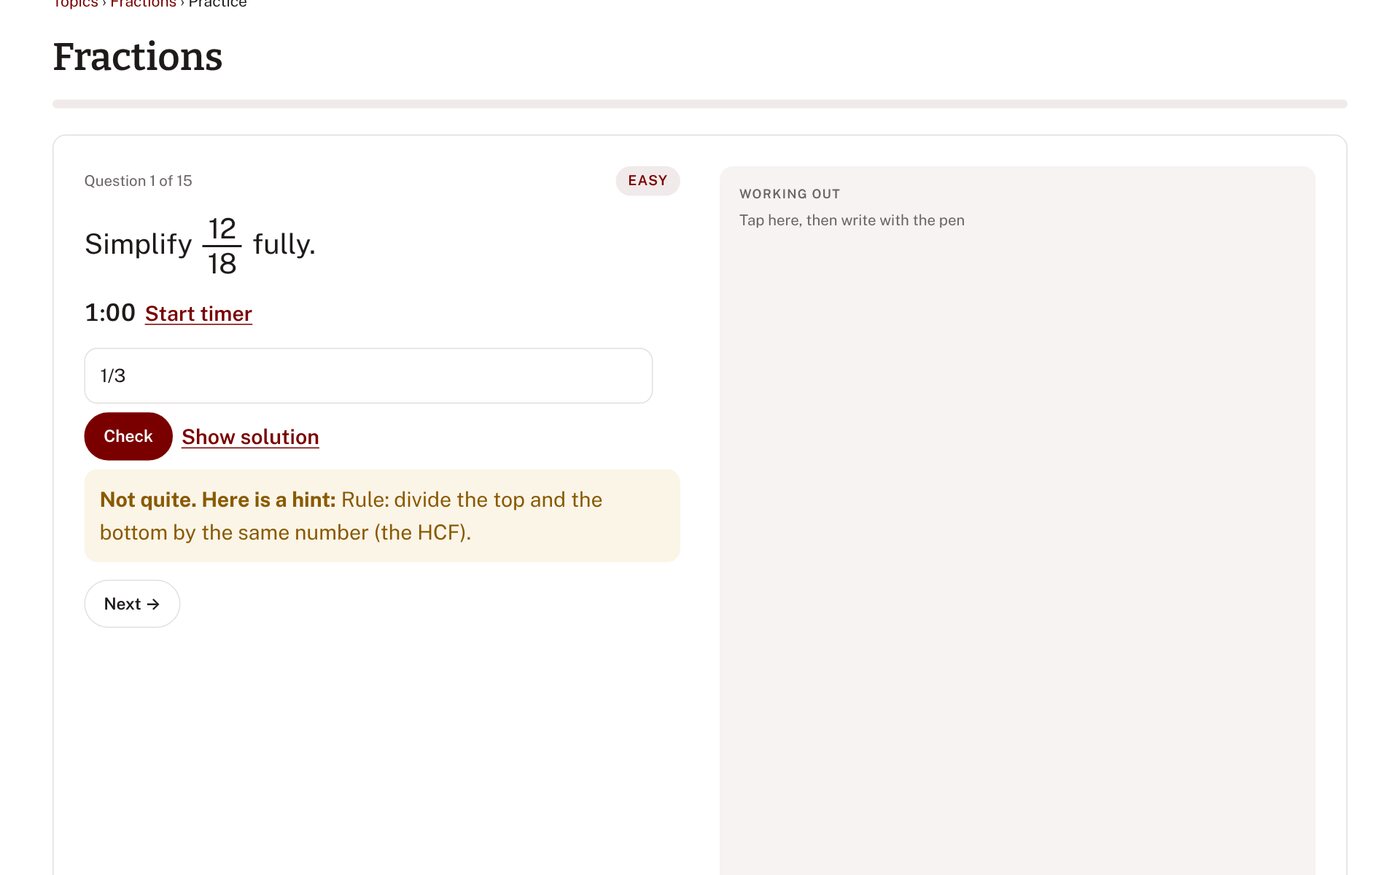 Topics › Fractions › Practice
Fractions
Question 1 of 15
EASY
Simplify 12/18 fully.
1:00 Start timer
1/3
Check Show solution
Not quite. Here is a hint: Rule: divide the top and the
bottom by the same number (the HCF).
Next →
WORKING OUT
Tap here, then write with the pen